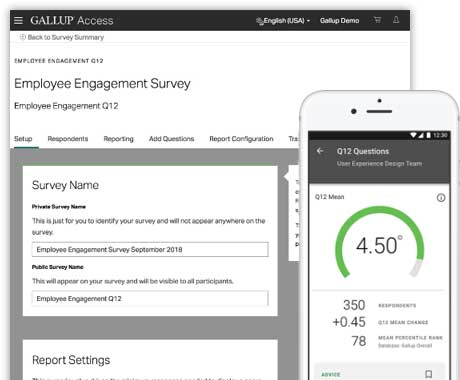 GALLUP Access
English (USA)
Gallup Demo
Back to Survey Summary
EMPLOYEE ENGAGEMENT Q12
Employee Engagement Survey
Employee Engagement Q12
Setup
Respondents
Reporting
Add Questions
Report Configuration
Survey Name
Private Survey Name
This is just for you to identify your survey and will not appear anywhere on the
survey.
Employee Engagement Survey September 2018
Public Survey Name
This will appear on your survey and will be visible to all participants.
Employee Engagement Q12
Report Settings
12:30
Q12 Questions
User Experience Design Team
Q12 Mean
4.50
350 RESPONDENTS
+0.45 Q12 MEAN CHANGE
78 MEAN PERCENTILE RANK
Database: Gallup Overall
ADVICE